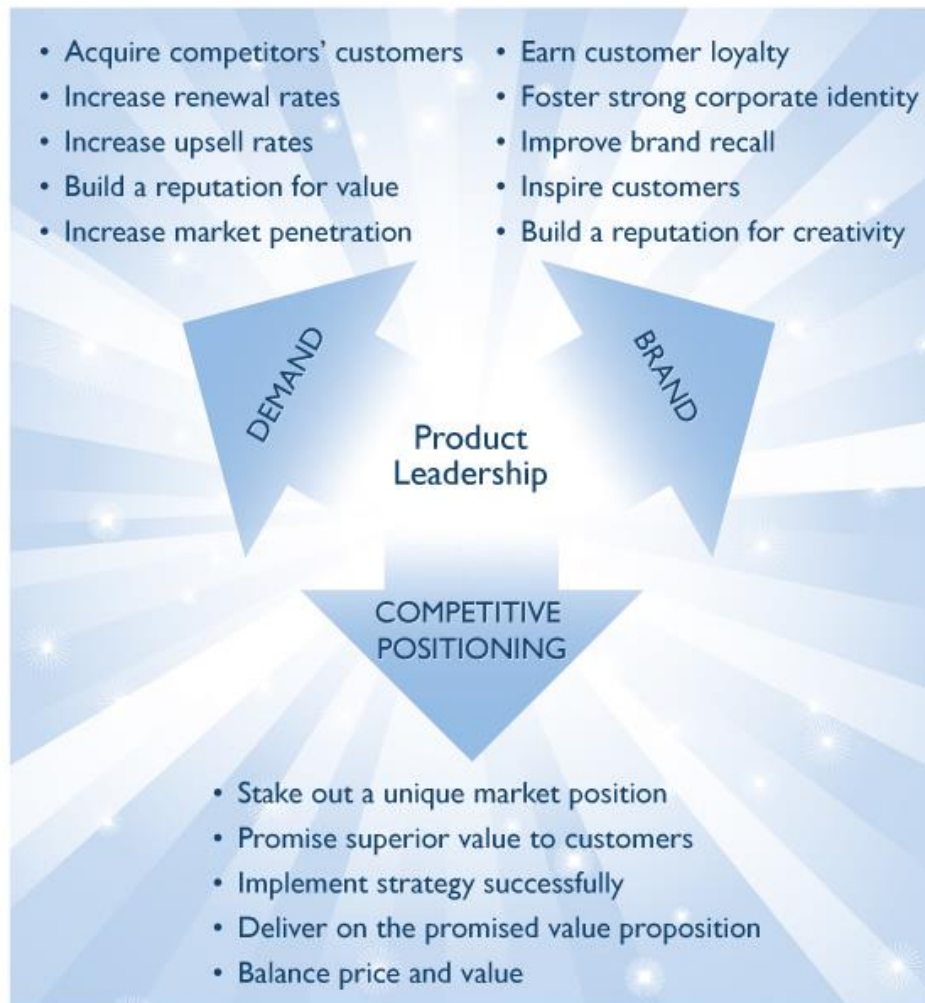 • Acquire competitors' customers
• Increase renewal rates
• Increase upsell rates
• Build a reputation for value
• Increase market penetration
• Earn customer loyalty
• Foster strong corporate identity
• Improve brand recall
• Inspire customers
• Build a reputation for creativity
DEMAND
BRAND
Product
Leadership
COMPETITIVE
POSITIONING
• Stake out a unique market position
• Promise superior value to customers
• Implement strategy successfully
• Deliver on the promised value proposition
• Balance price and value